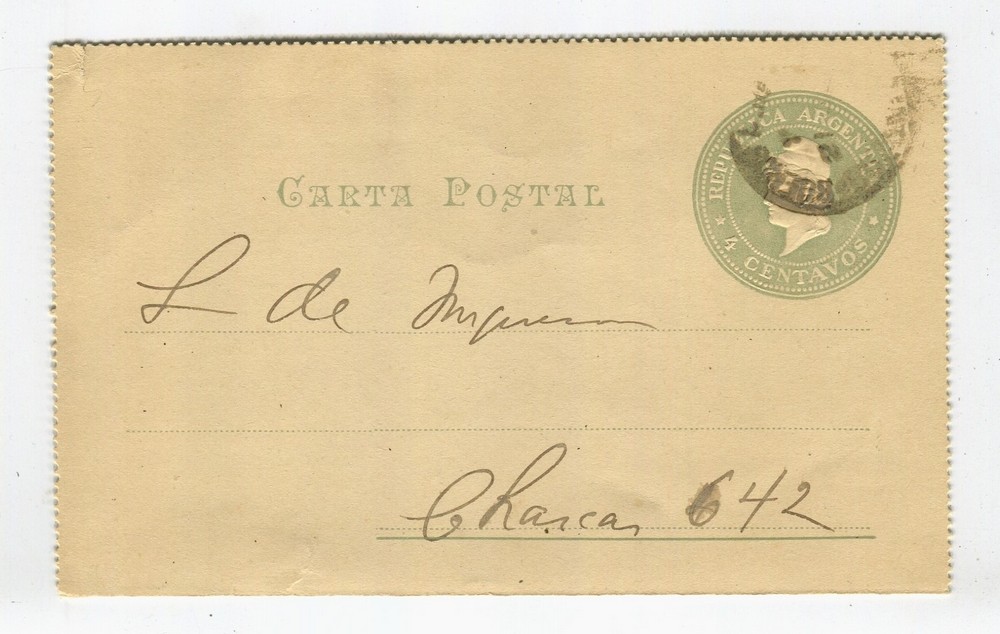 REPUBLICA ARGENTINA
CARTA POSTAL
4 CENTAVOS
L de
Charcas 642